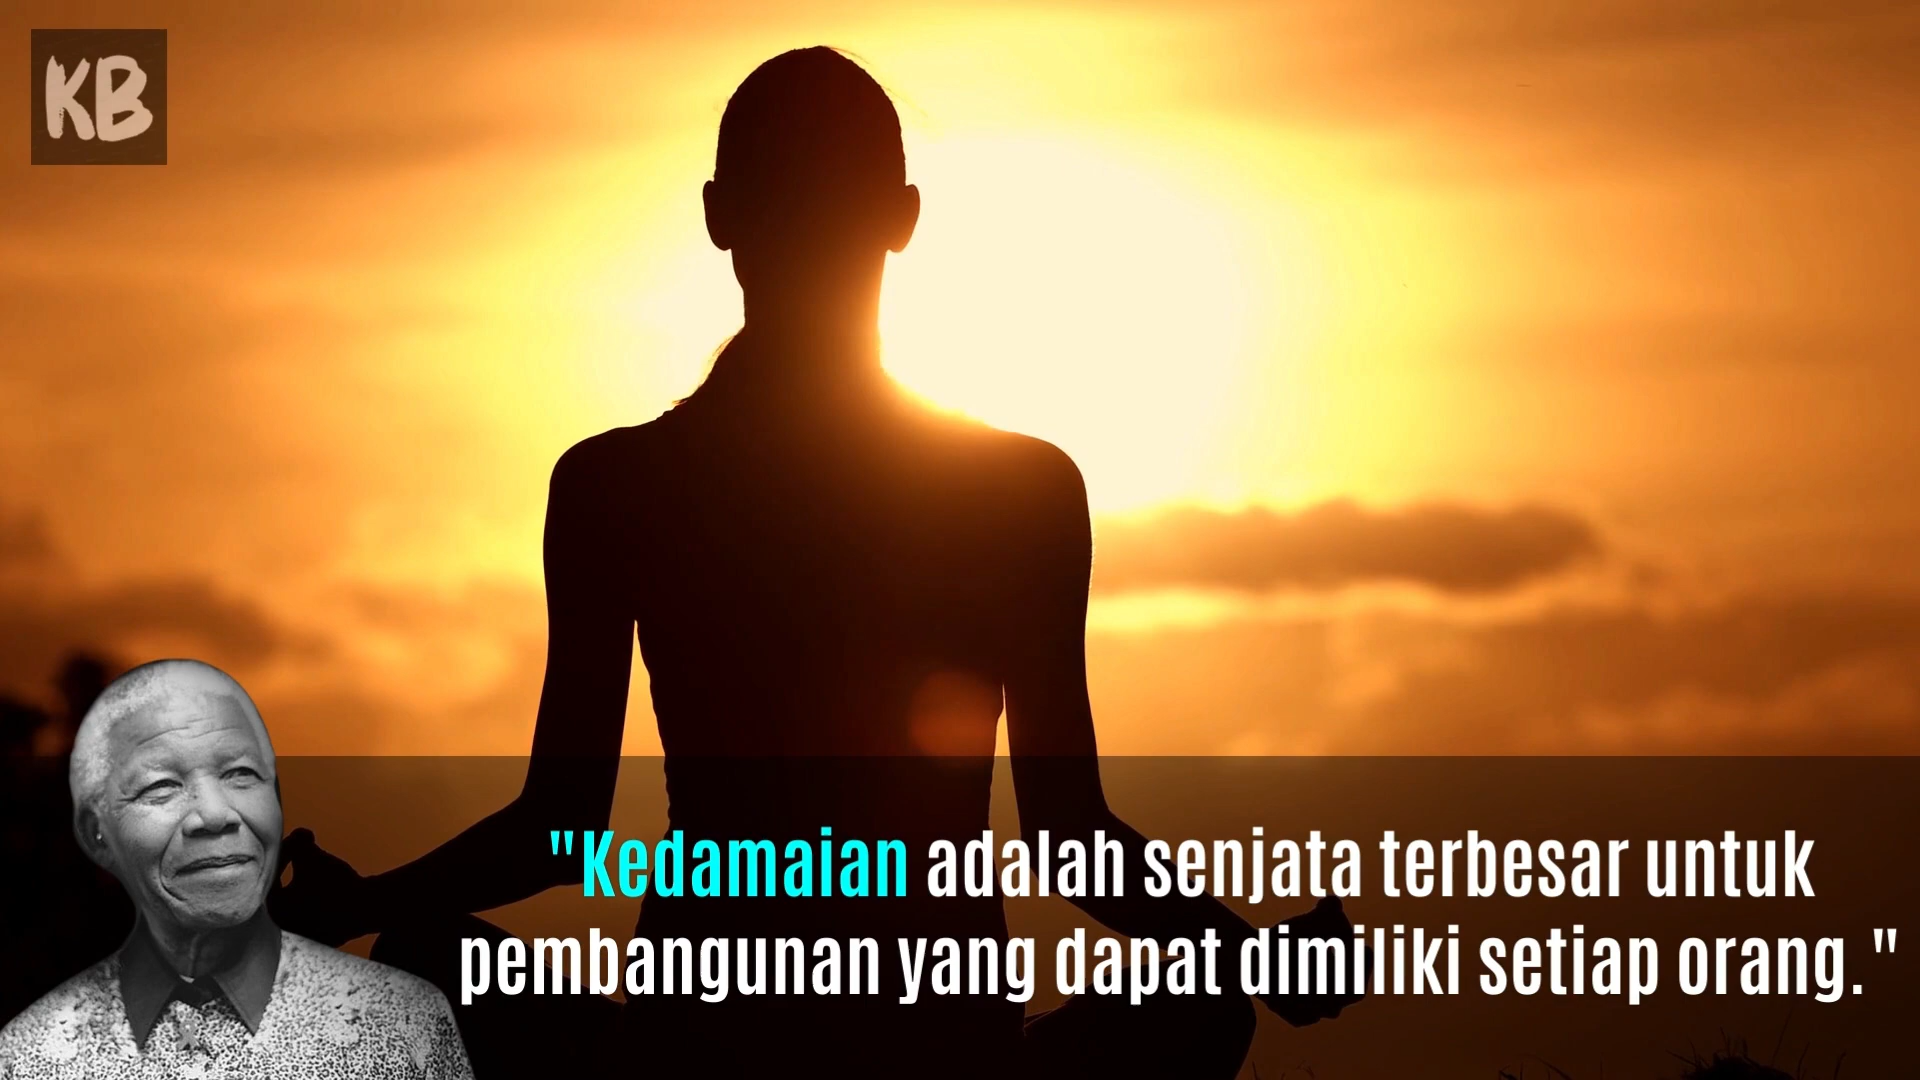 KB
"Kedamaian adalah senjata terbesar untuk
pembangunan yang dapat dimiliki setiap orang."